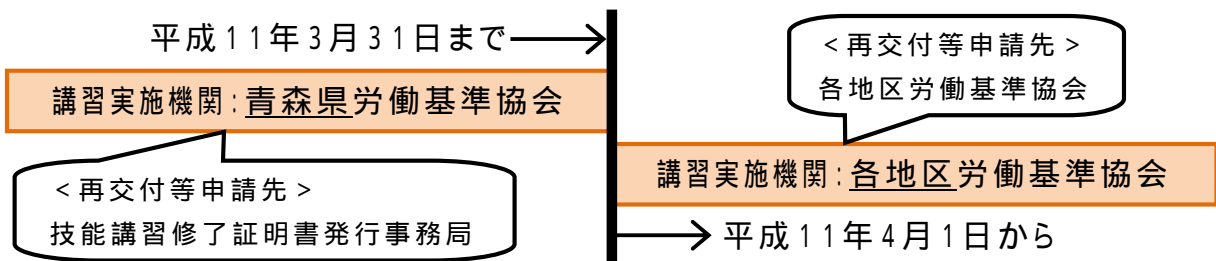 平成11年3月31日まで
講習実施機関:青森県労働基準協会
<再交付等申請先>
技能講習修了証明書発行事務局
<再交付等申請先>
各地区労働基準協会
講習実施機関:各地区労働基準協会
平成11年4月1日から